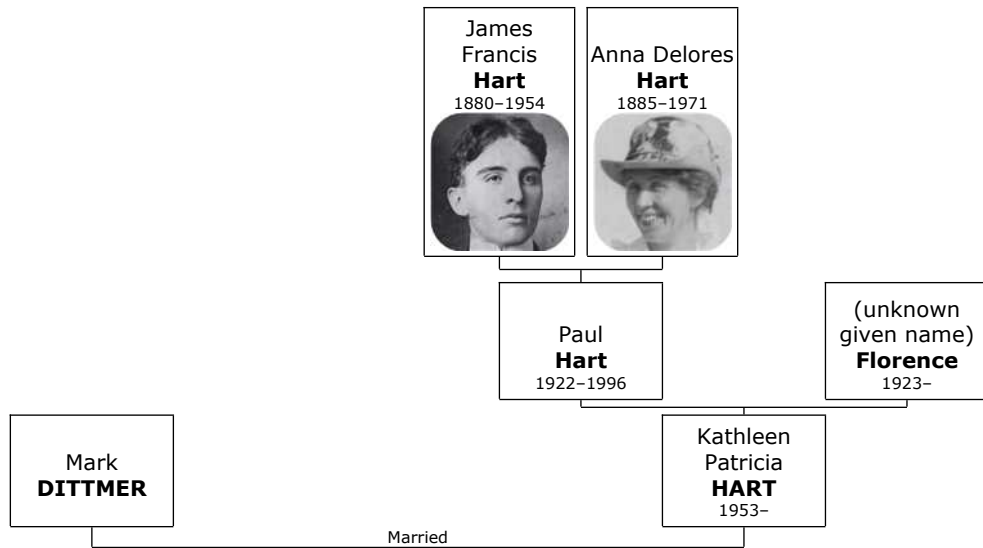 James
Francis
Hart
1880–1954
Anna Delores
Hart
1885–1971
Paul
Hart
1922–1996
(unknown
given name)
Florence
1923–
Mark
DITTMER
Kathleen
Patricia
HART
1953–
Married